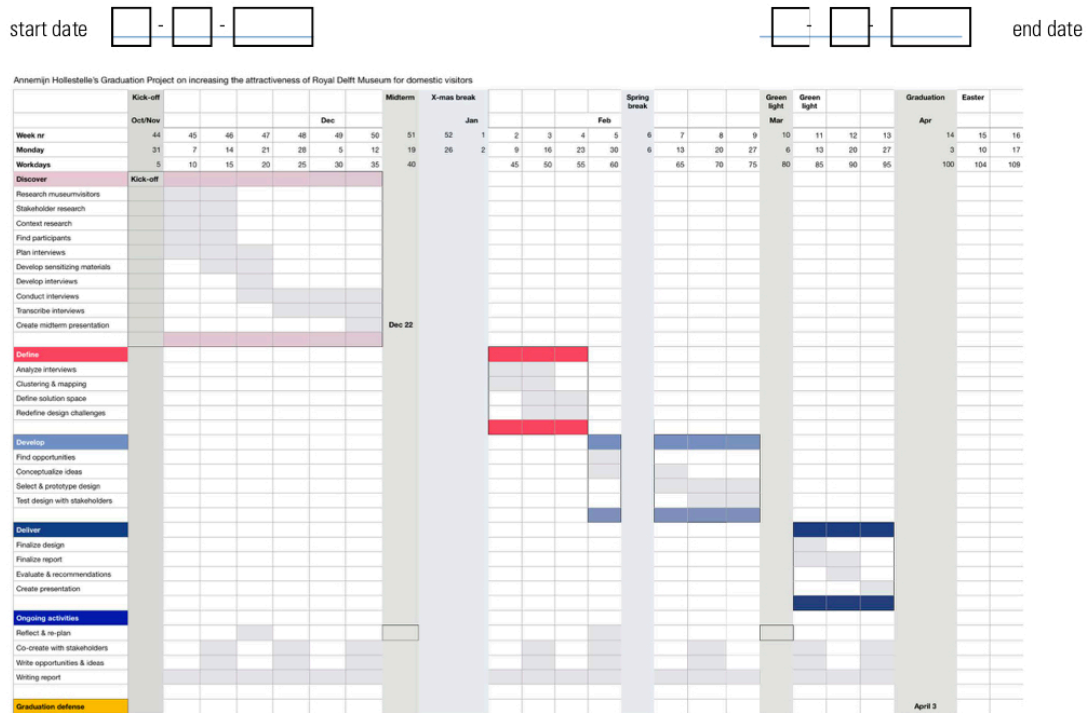 start date - - - - end date
Annemijn Hollestelle's Graduation Project on increasing the attractiveness of Royal Delft Museum for domestic visitors
Kick-off Midterm X-mas break Spring break Green light Green light Graduation Easter
Oct/Nov Dec Jan Feb Mar Apr
Week nr 44 45 46 47 48 49 50 51 52 1 2 3 4 5 6 7 8 9 10 11 12 13 14 15 16
Monday 31 7 14 21 28 5 12 19 26 2 9 16 23 30 6 13 20 27 6 13 20 27 3 10 17
Workdays 5 10 15 20 25 30 35 40 45 50 55 60 65 70 75 80 85 90 95 100 104 109
Discover Kick-off
Research museumvisitors
Stakeholder research
Context research
Find participants
Plan interviews
Develop sensitizing materials
Develop interviews
Conduct interviews
Transcribe interviews
Create midterm presentation Dec 22
Define
Analyze interviews
Clustering & mapping
Define solution space
Redefine design challenges
Develop
Find opportunities
Conceptualize ideas
Select & prototype design
Test design with stakeholders
Deliver
Finalize design
Finalize report
Evaluate & recommendations
Create presentation
Ongoing activities
Reflect & re-plan
Co-create with stakeholders
Write opportunities & ideas
Writing report
Graduation defense April 3